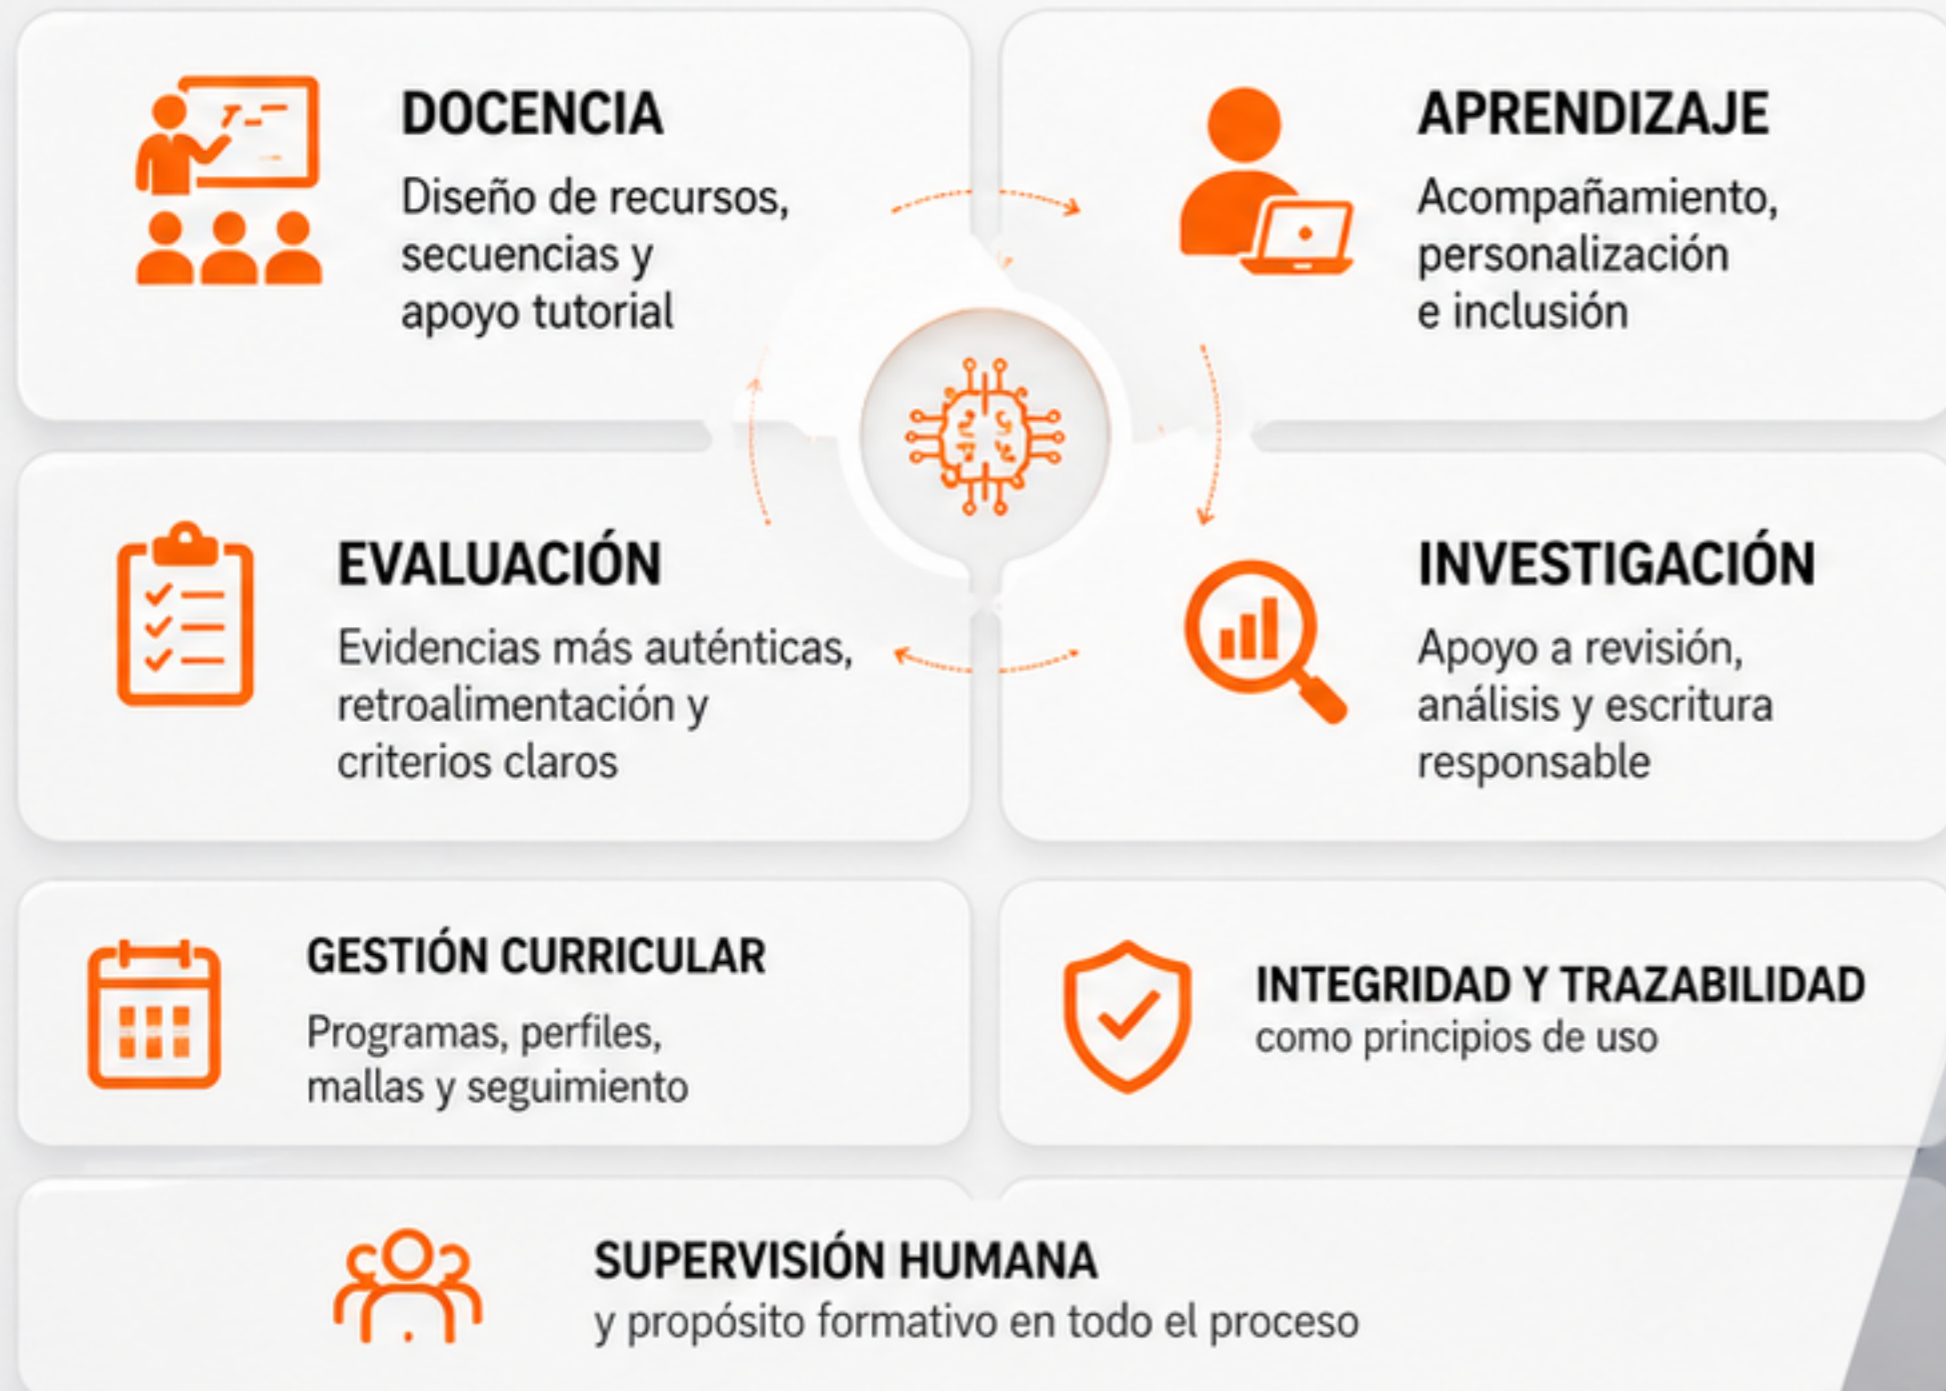 DOCENCIA
Diseño de recursos,
secuencias y
apoyo tutorial
APRENDIZAJE
Acompañamiento,
personalización
e inclusión
EVALUACIÓN
Evidencias más auténticas,
retroalimentación y
criterios claros
INVESTIGACIÓN
Apoyo a revisión,
análisis y escritura
responsable
GESTIÓN CURRICULAR
Programas, perfiles,
mallas y seguimiento
INTEGRIDAD Y TRAZABILIDAD
como principios de uso
SUPERVISIÓN HUMANA
y propósito formativo en todo el proceso